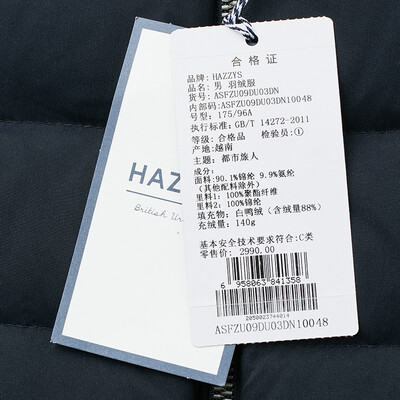 合格证
品牌: HAZZYS
品名: 男 羽绒服
货号: ASFZU09DU03DN
内部码: ASFZU09DU03DN10048
号型: 175/96A
执行标准: GB/T 14272-2011
等级: 合格品 检验员: ①
产地: 越南
主题: 都市旅人
成分:
面料: 90.1%锦纶 9.9%氨纶
(其他配料除外)
里料1: 100%聚酯纤维
里料2: 100%锦纶
填充物: 白鸭绒 (含绒量88%)
充绒量: 140g
基本安全技术要求符合: C类
零售价: 2990.00
6 958063 841358
2050023744014
ASFZU09DU03DN10048
HAZ
British Ur